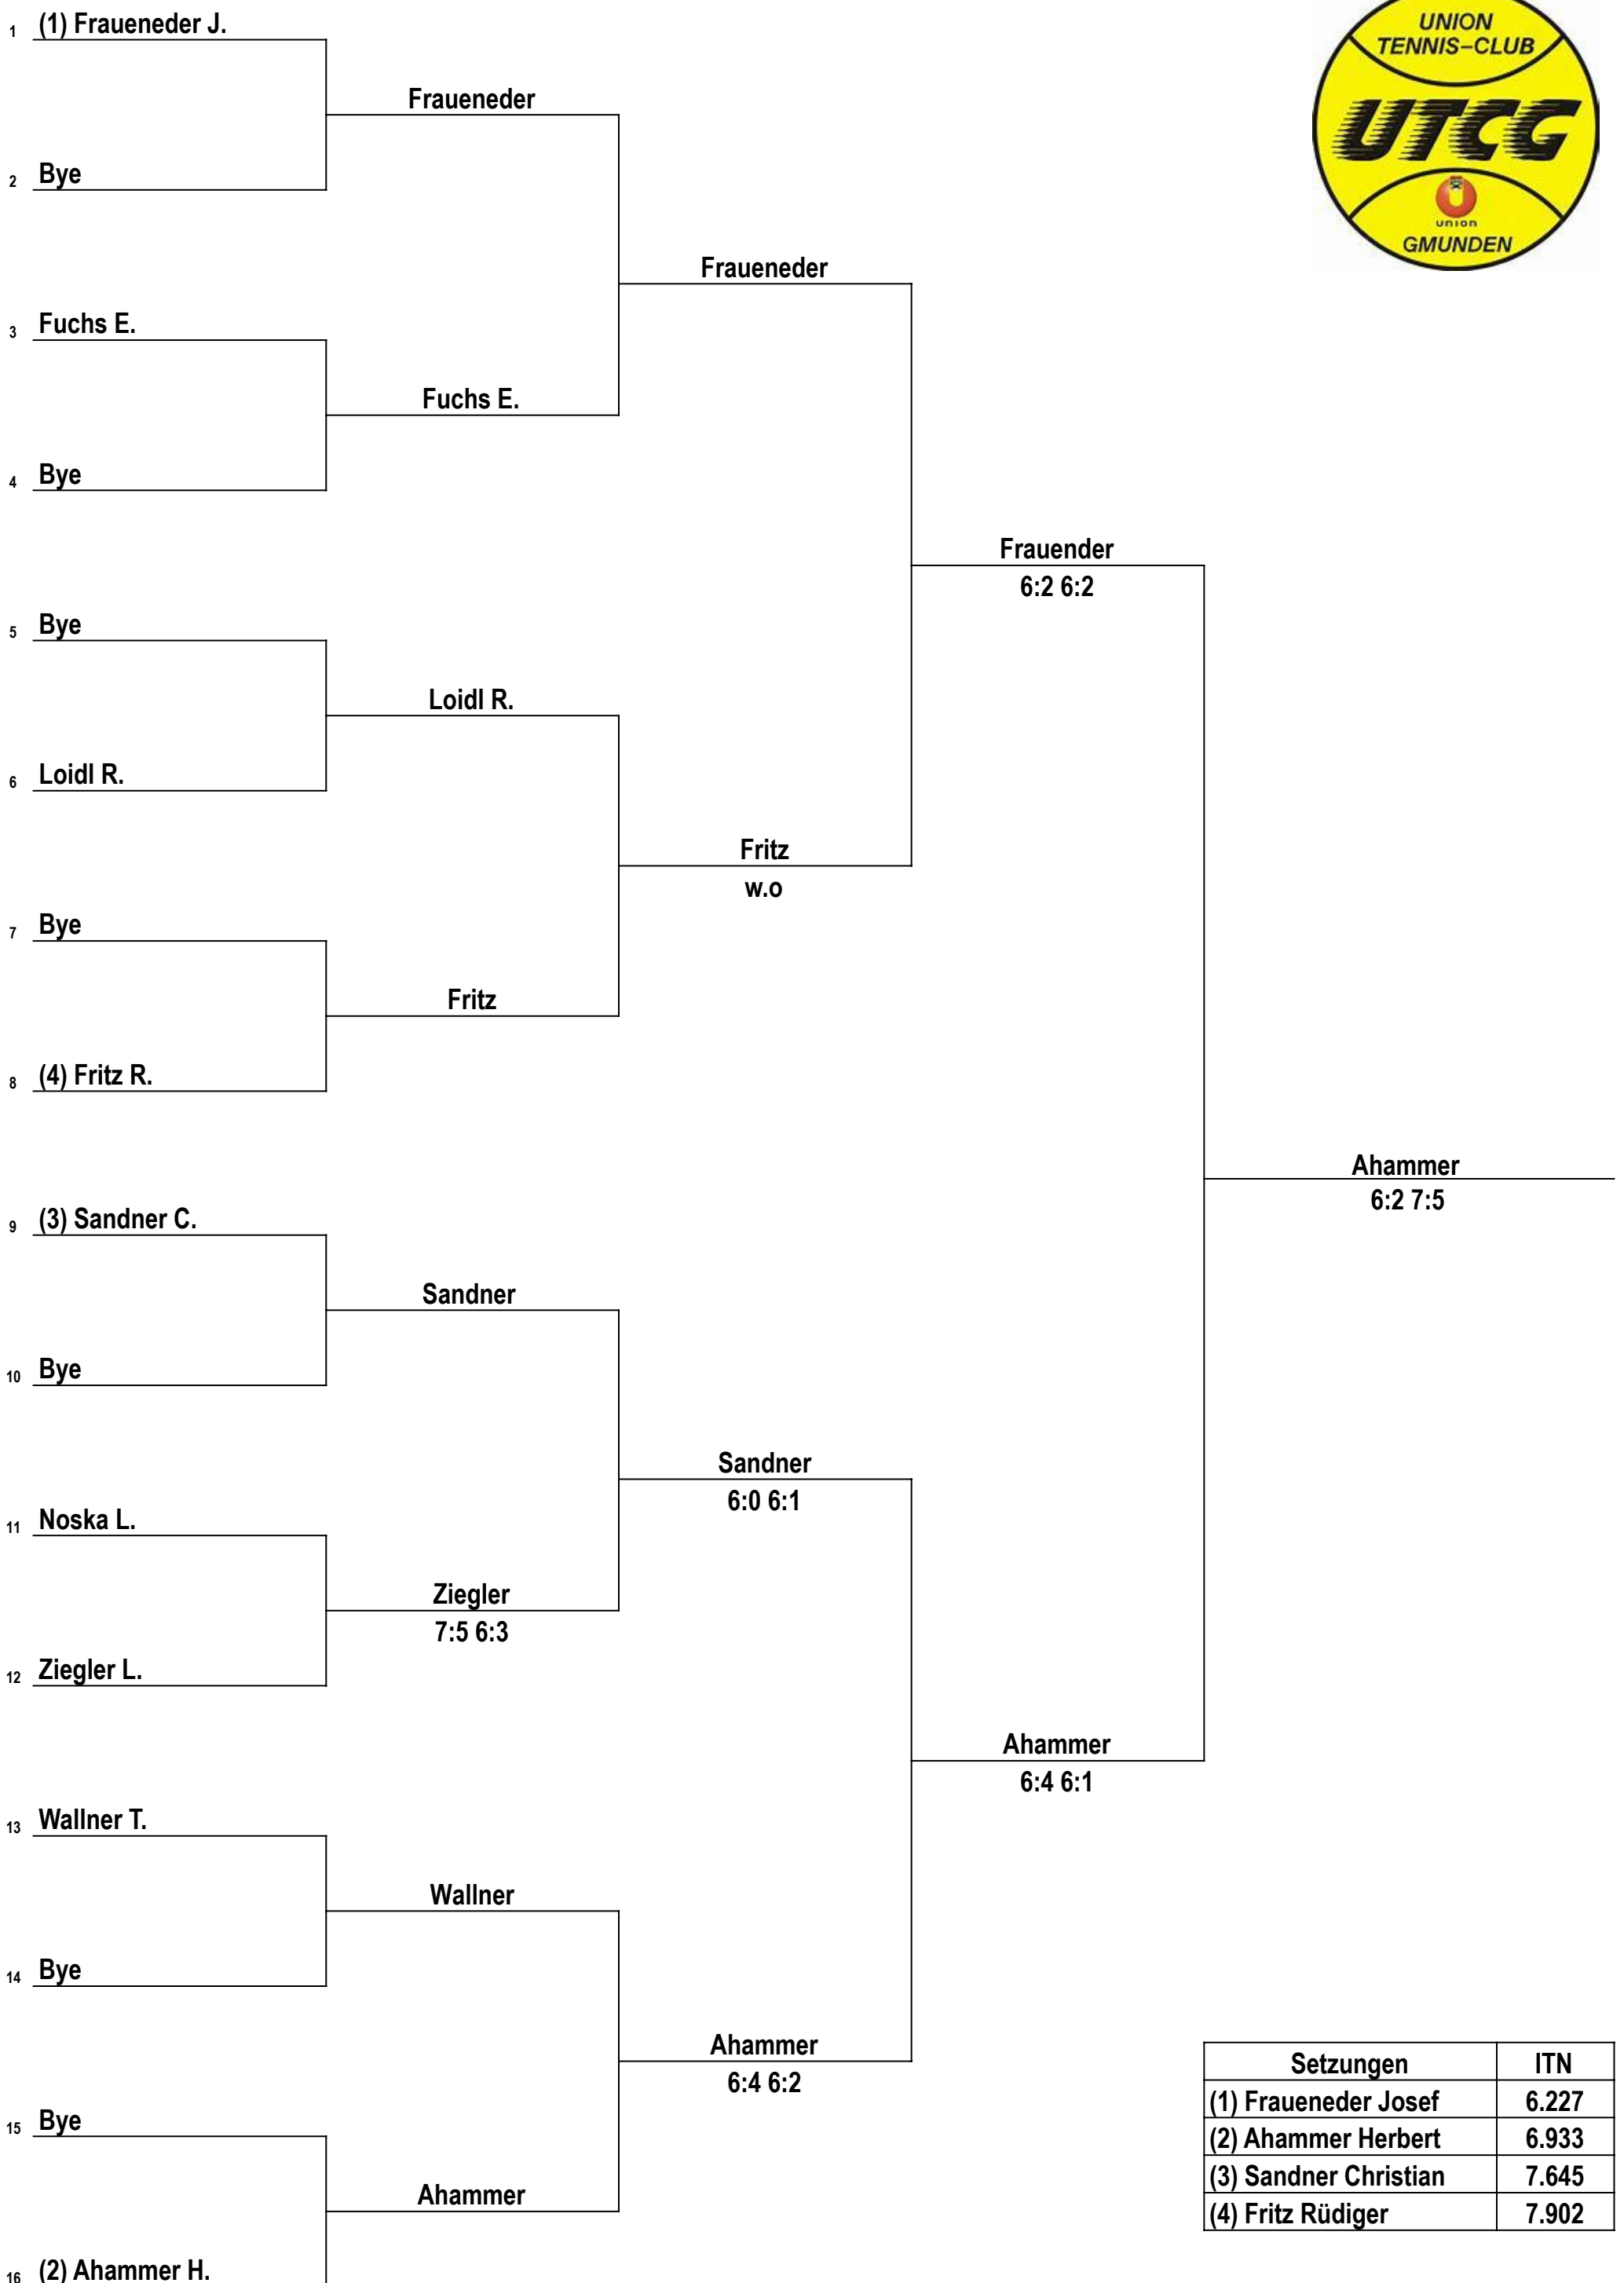 UNION
TENNIS-CLUB
UTCG
union
GMUNDEN
1 (1) Fraueneder J.
Fraueneder
2 Bye
Fraueneder
3 Fuchs E.
Fuchs E.
4 Bye
Frauender
6:2 6:2
5 Bye
Loidl R.
6 Loidl R.
Fritz
w.o
7 Bye
Fritz
8 (4) Fritz R.
Ahammer
6:2 7:5
9 (3) Sandner C.
Sandner
10 Bye
Sandner
6:0 6:1
11 Noska L.
Ziegler
7:5 6:3
12 Ziegler L.
Ahammer
6:4 6:1
13 Wallner T.
Wallner
14 Bye
Ahammer
6:4 6:2
15 Bye
Ahammer
16 (2) Ahammer H.
Setzungen ITN
(1) Fraueneder Josef 6.227
(2) Ahammer Herbert 6.933
(3) Sandner Christian 7.645
(4) Fritz Rüdiger 7.902